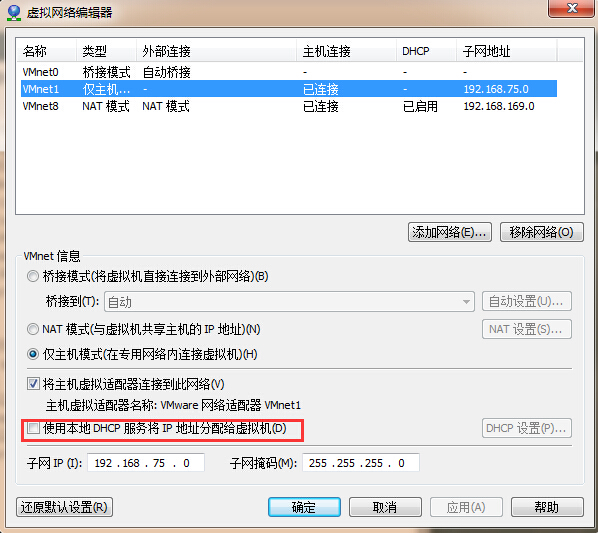 虚拟网络编辑器
名称 类型 外部连接 主机连接 DHCP 子网地址
VMnet0 桥接模式 自动桥接 - - -
VMnet1 仅主机... - 已连接 - 192.168.75.0
VMnet8 NAT 模式 NAT 模式 已连接 已启用 192.168.169.0
添加网络(E)... 移除网络(O)
VMnet 信息
桥接模式(将虚拟机直接连接到外部网络)(B)
桥接到(T): 自动 自动设置(U)...
NAT 模式(与虚拟机共享主机的 IP 地址)(N) NAT 设置(S)...
仅主机模式(在专用网络内连接虚拟机)(H)
将主机虚拟适配器连接到此网络(V)
主机虚拟适配器名称: VMware 网络适配器 VMnet1
使用本地 DHCP 服务将 IP 地址分配给虚拟机(D) DHCP 设置(P)...
子网 IP (I): 192 . 168 . 75 . 0 子网掩码(M): 255 . 255 . 255 . 0
还原默认设置(R) 确定 取消 应用(A) 帮助